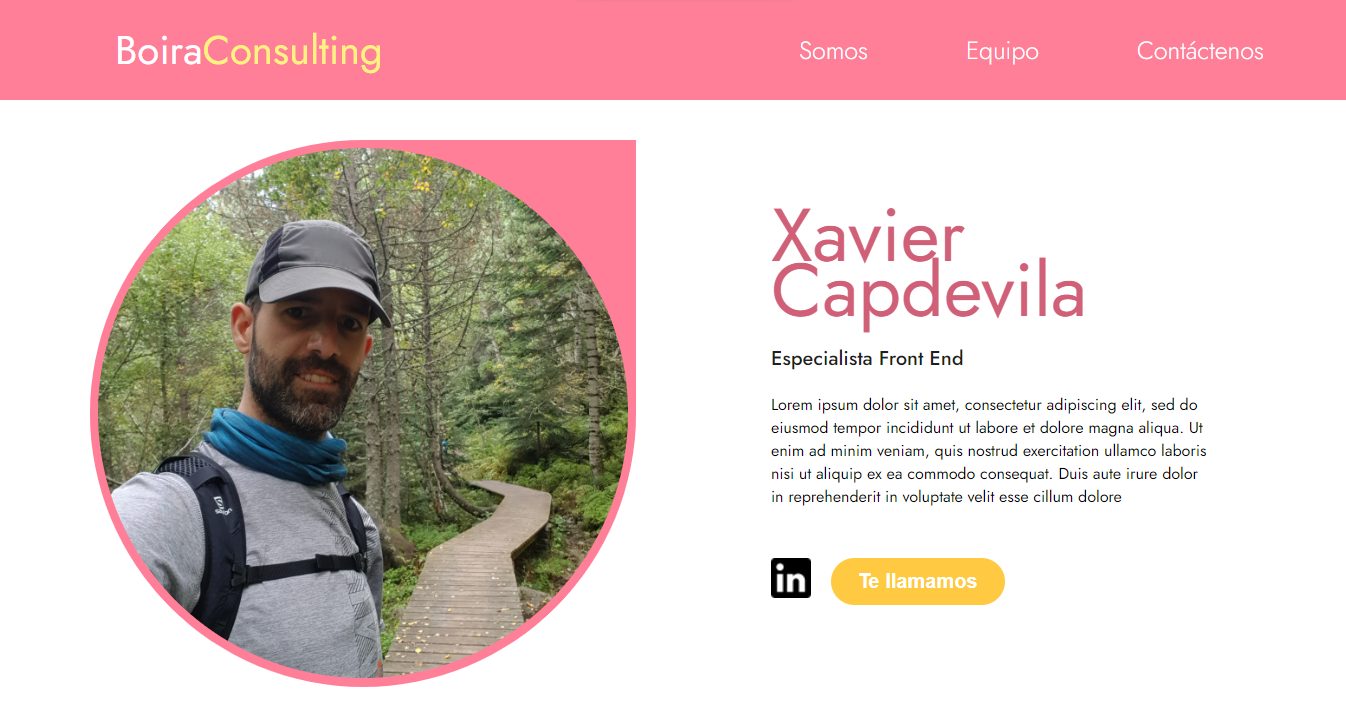 BoiraConsulting
Somos
Equipo
Contáctenos
Xavier
Capdevila
Especialista Front End
Lorem ipsum dolor sit amet, consectetur adipiscing elit, sed do
eiusmod tempor incididunt ut labore et dolore magna aliqua. Ut
enim ad minim veniam, quis nostrud exercitation ullamco laboris
nisi ut aliquip ex ea commodo consequat. Duis aute irure dolor
in reprehenderit in voluptate velit esse cillum dolore
in
Te llamamos